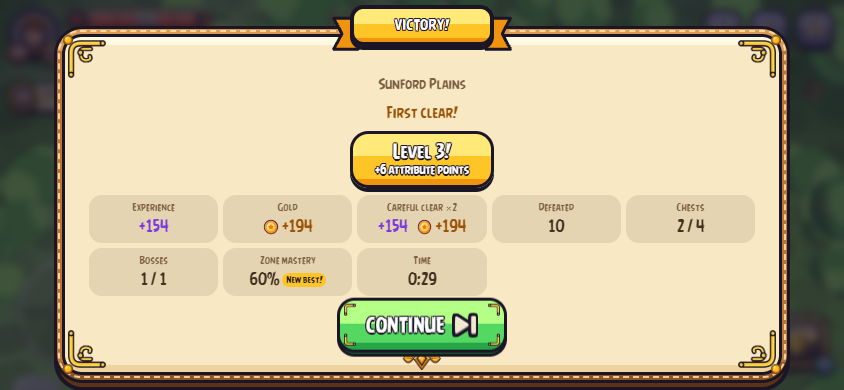 VICTORY!
SUNFORD PLAINS
FIRST CLEAR!
LEVEL 3!
+6 ATTRIBUTE POINTS
EXPERIENCE
+154
GOLD
+194
CAREFUL CLEAR ×2
+154 +194
DEFEATED
10
CHESTS
2 / 4
BOSSES
1 / 1
ZONE MASTERY
60% NEW BEST!
TIME
0:29
CONTINUE